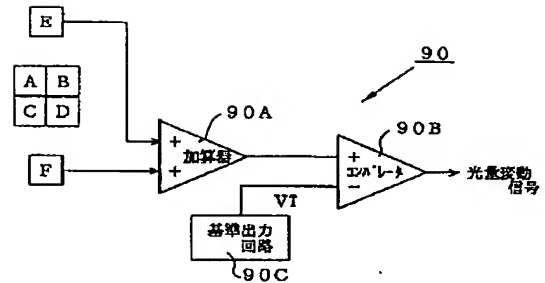 E
90
A B
C D
90A
90B
+
加算器
+
+
コンパレータ
−
光量変動
信号
F
VT
基準出力
回路
90C